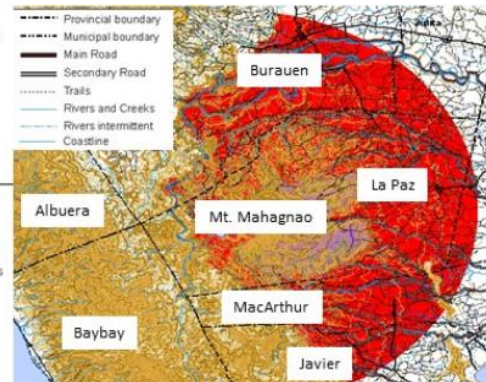 Provincial boundary
Municipal boundary
Main Road
Secondary Road
Trails
Rivers and Creeks
Rivers intermittent
Coastline
Burauen
La Paz
Albuera
Mt. Mahagnao
MacArthur
Baybay
Javier